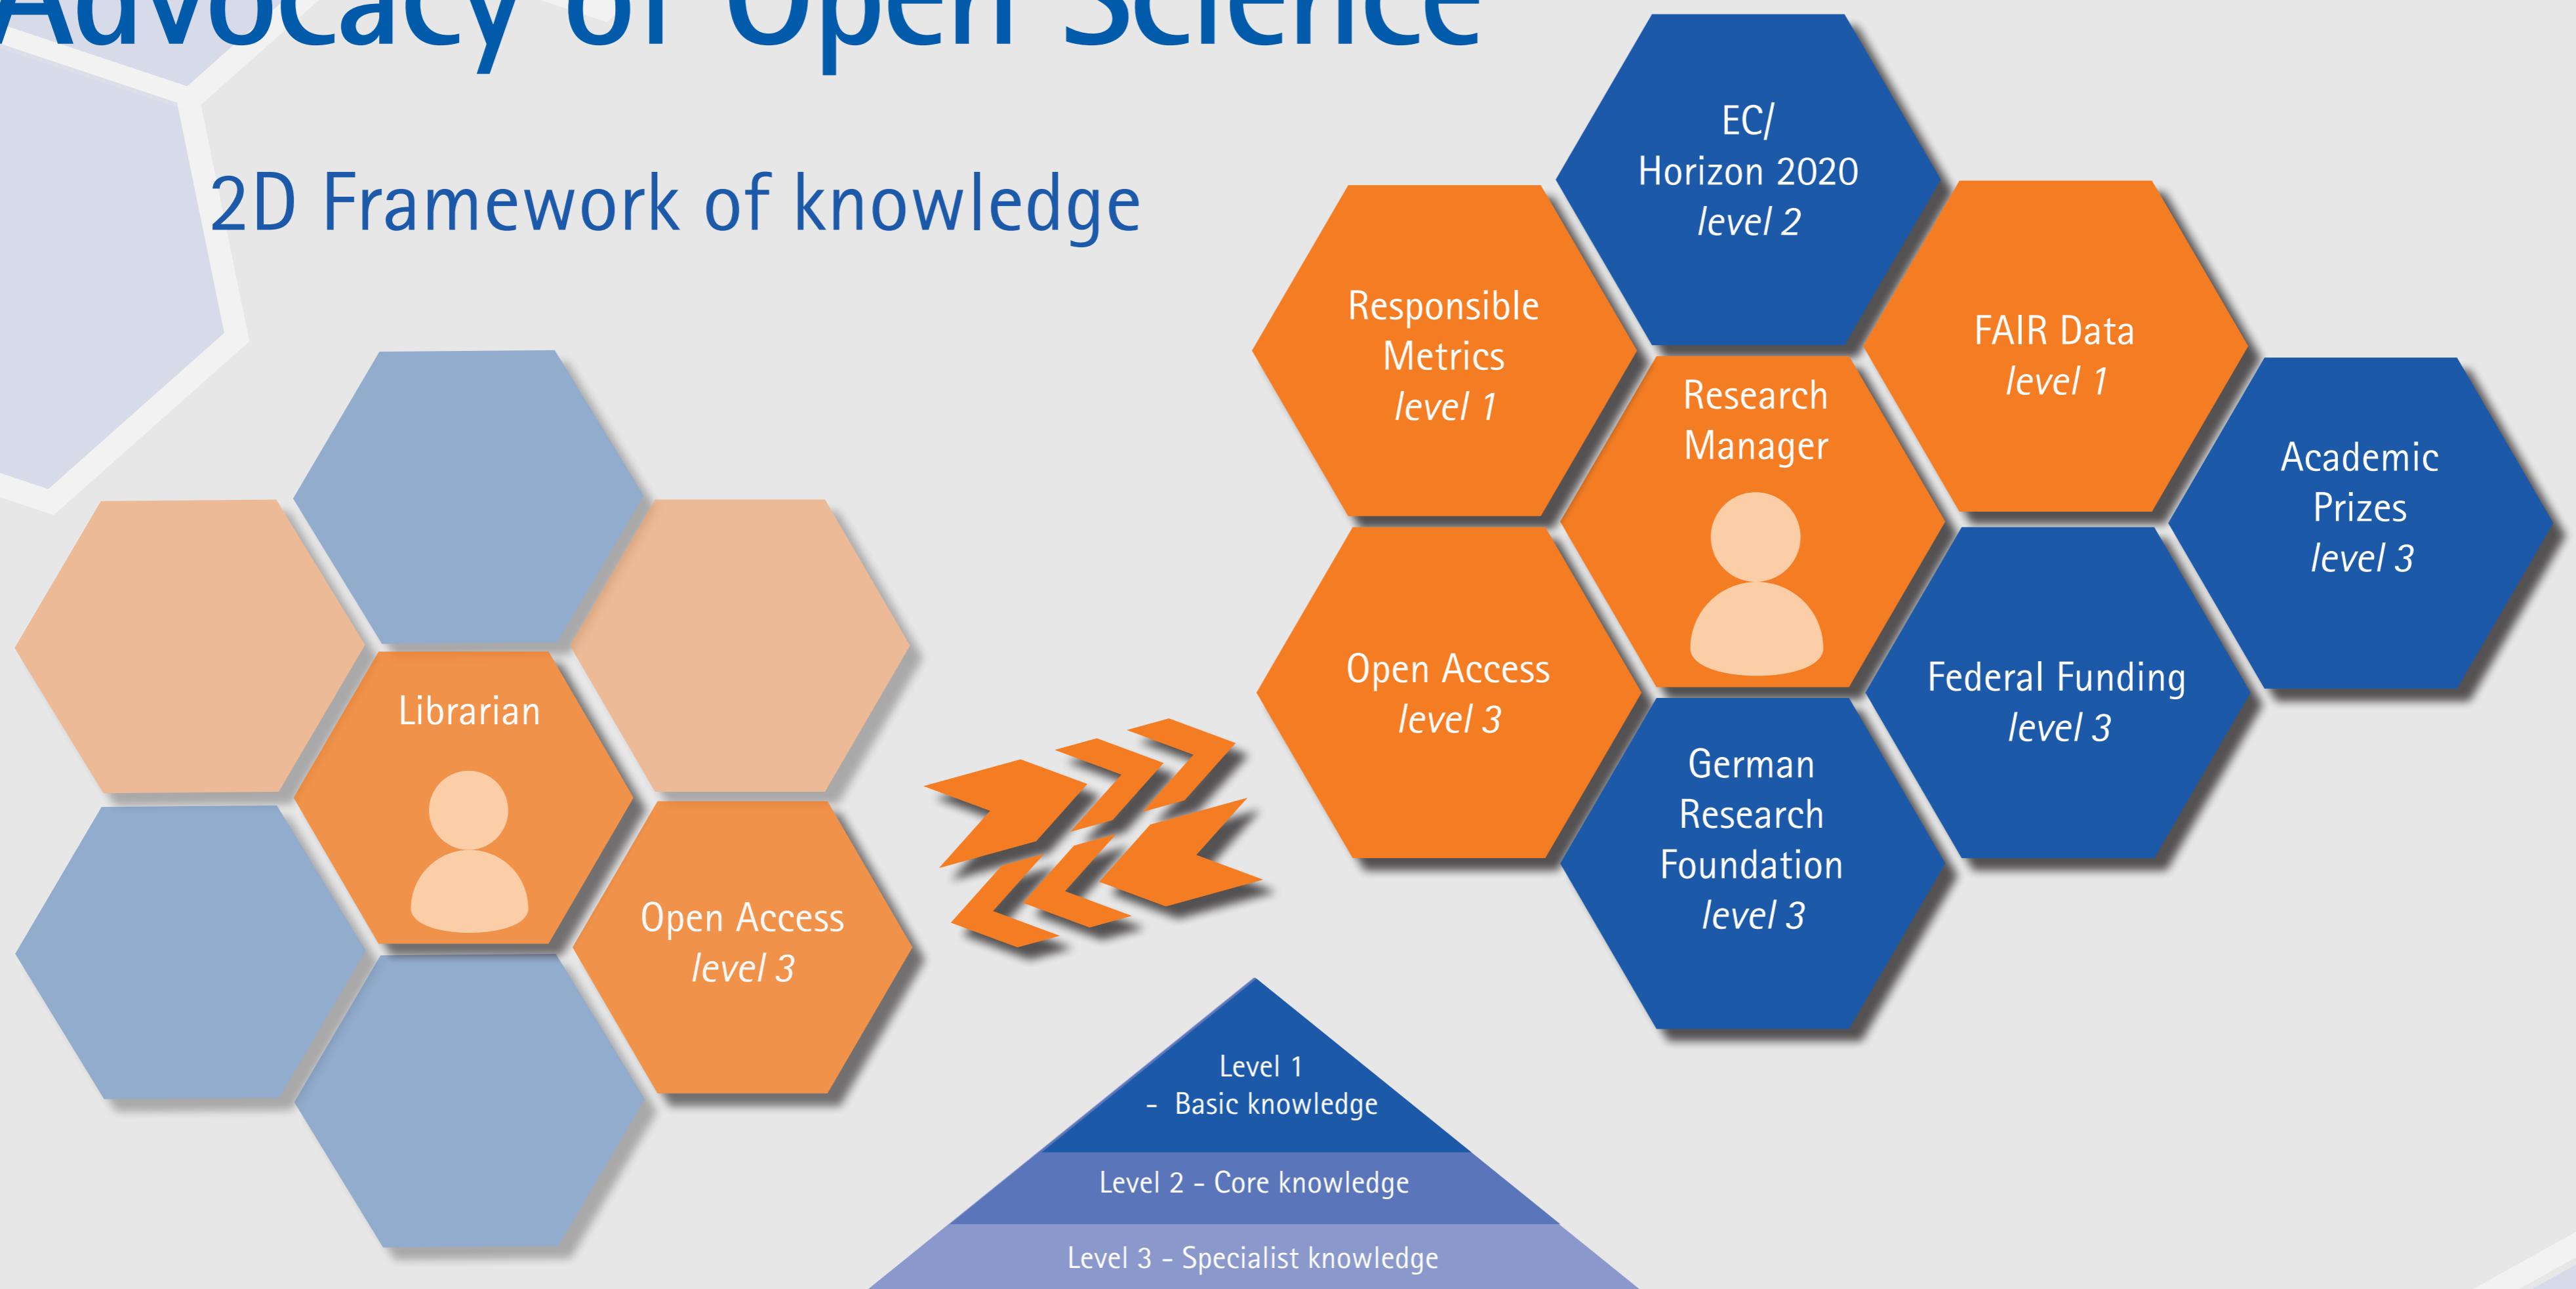 Advocacy of Open Science
2D Framework of knowledge
EC/
Horizon 2020
level 2
Responsible
Metrics
level 1
FAIR Data
level 1
Research
Manager
Academic
Prizes
level 3
Open Access
level 3
Federal Funding
level 3
German
Research
Foundation
level 3
Librarian
Open Access
level 3
Level 1
- Basic knowledge
Level 2 - Core knowledge
Level 3 - Specialist knowledge